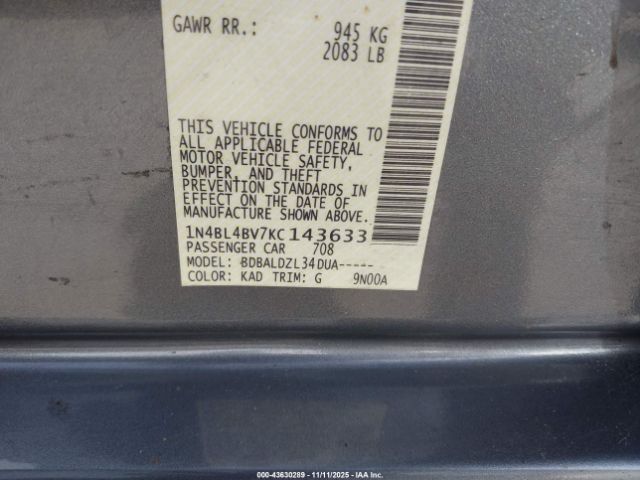 GAWR RR.: 945 KG
2083 LB
THIS VEHICLE CONFORMS TO
ALL APPLICABLE FEDERAL
MOTOR VEHICLE SAFETY,
BUMPER, AND THEFT
PREVENTION STANDARDS IN
EFFECT ON THE DATE OF
MANUFACTURE SHOWN ABOVE.
1N4BL4BV7KC143633
PASSENGER CAR 708
MODEL: BDBALDZL34DUA-----
COLOR: KAD TRIM: G 9N00A
000-43630289 - 11/11/2025 - IAA Inc.